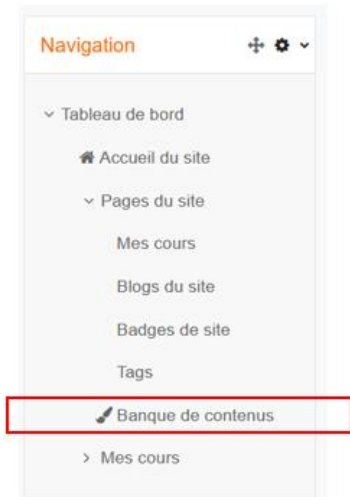 Navigation
Tableau de bord
Accueil du site
Pages du site
Mes cours
Blogs du site
Badges de site
Tags
Banque de contenus
Mes cours